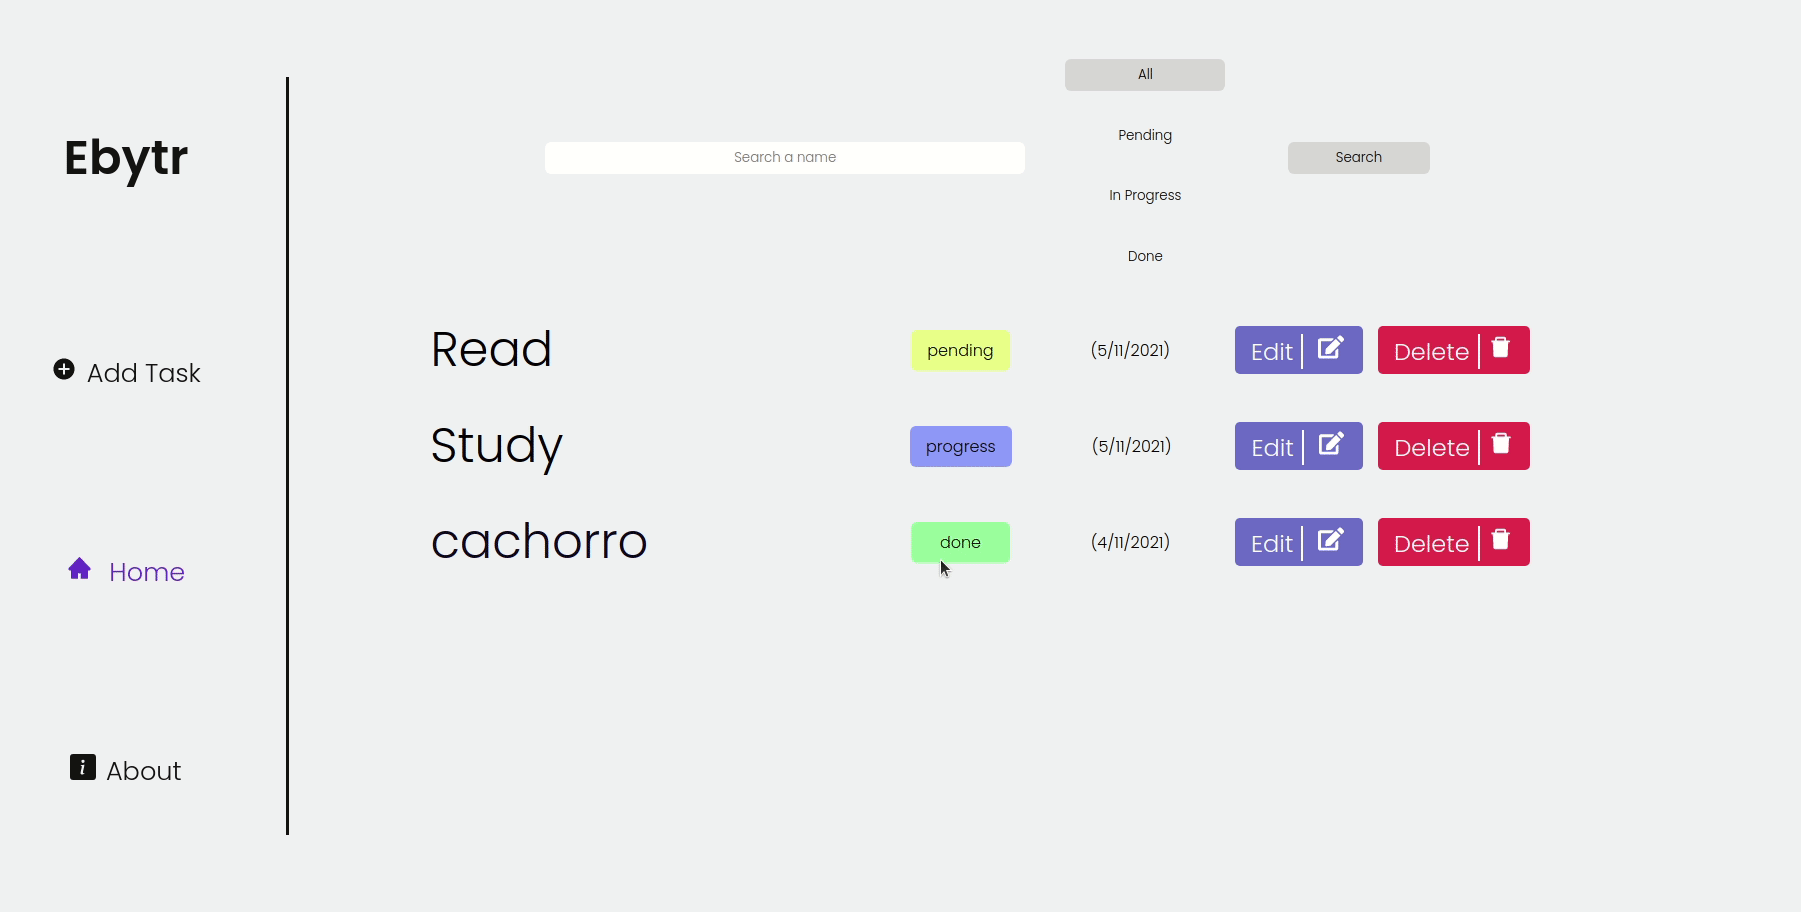 Ebytr
Add Task
Home
About
All
Pending
In Progress
Done
Search a name
Search
Read pending (5/11/2021) Edit Delete
Study progress (5/11/2021) Edit Delete
cachorro done (4/11/2021) Edit Delete